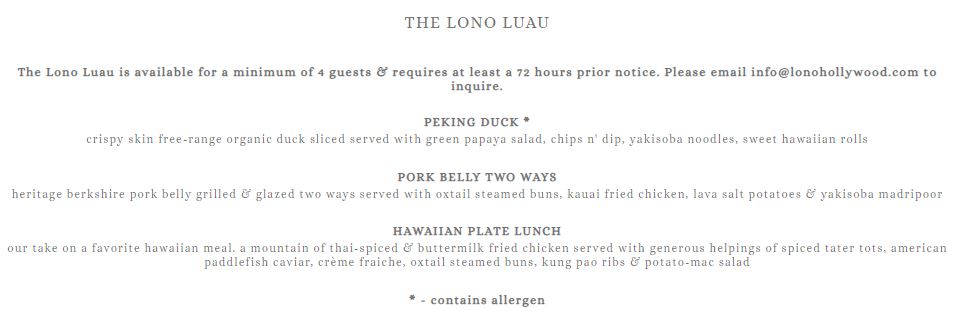 THE LONO LUAU
The Lono Luau is available for a minimum of 4 guests & requires at least a 72 hours prior notice. Please email info@lonohollywood.com to
inquire.
PEKING DUCK *
crispy skin free-range organic duck sliced served with green papaya salad, chips n' dip, yakisoba noodles, sweet hawaiian rolls
PORK BELLY TWO WAYS
heritage berkshire pork belly grilled & glazed two ways served with oxtail steamed buns, kauai fried chicken, lava salt potatoes & yakisoba madripoor
HAWAIIAN PLATE LUNCH
our take on a favorite hawaiian meal. a mountain of thai-spiced & buttermilk fried chicken served with generous helpings of spiced tater tots, american
paddlefish caviar, crème fraiche, oxtail steamed buns, kung pao ribs & potato-mac salad
* - contains allergen